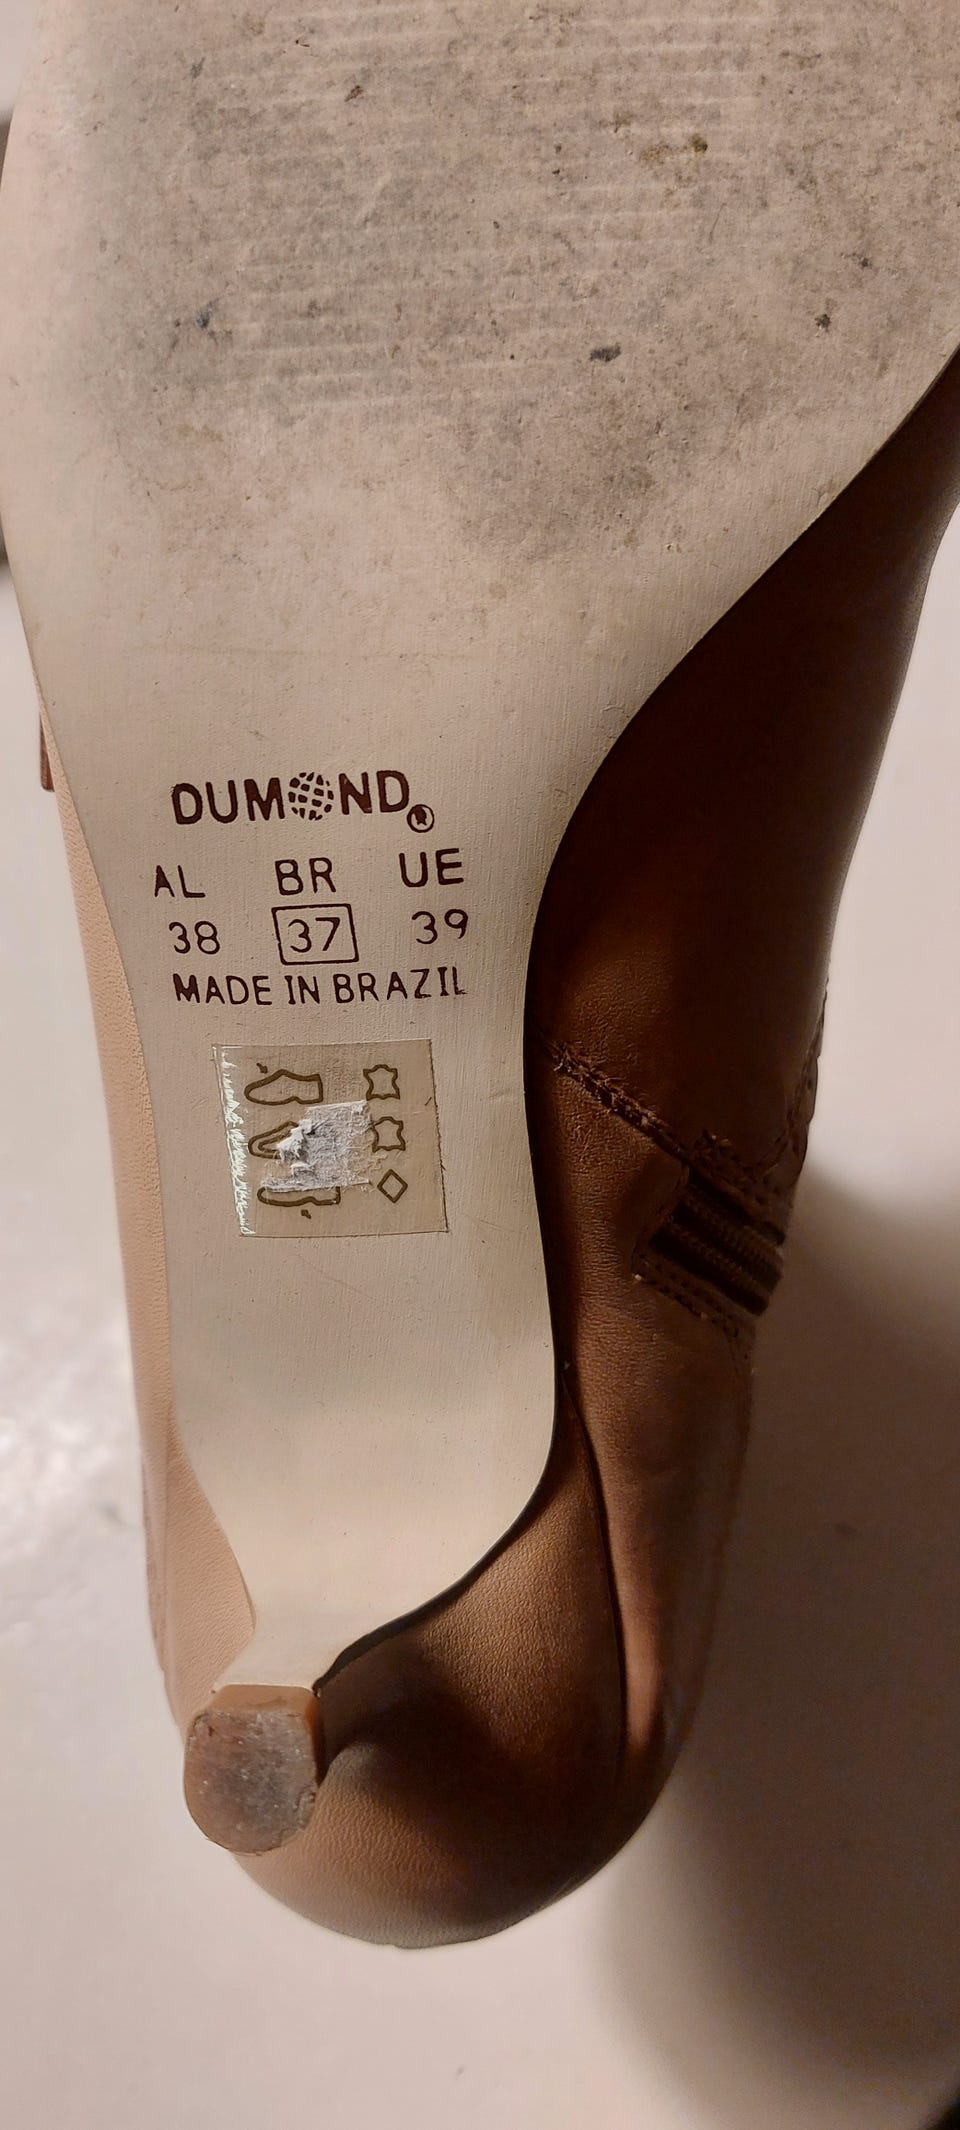 DUMOND®
AL BR UE
38 37 39
MADE IN BRAZIL